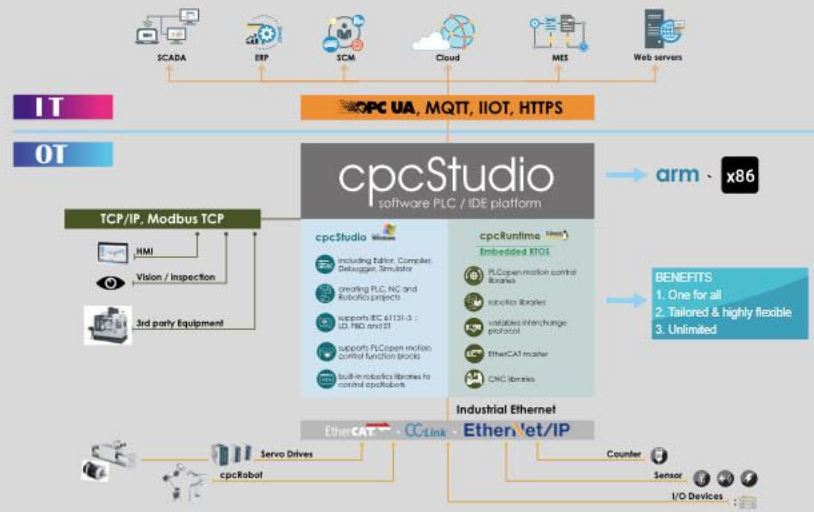 SCADA
ERP
SCM
Cloud
MES
Web servers
IT
OPC UA, MQTT, IIOT, HTTPS
OT
cpcStudio
software PLC / IDE platform
arm · x86
TCP/IP, Modbus TCP
HMI
Vision / Inspection
3rd party Equipment
cpcStudio Windows
including Editor, Compiler,
Debugger, Simulator
creating PLC, NC and
Robotics projects
supports IEC 61131-3 :
LD, FBD and ST
supports PLCopen motion
control function blocks
built-in robotics libraries to
control cpcRobots
cpcRuntime
Embedded RTOS
PLCopen motion control
libraries
robotics libraries
variables interchange
protocol
EtherCAT master
CNC libraries
BENEFITS
1. One for all
2. Tailored & highly flexible
3. Unlimited
Industrial Ethernet
EtherCAT - CC-Link - EtherNet/IP
Servo Drives
cpcRobot
Counter
Sensor
I/O Devices